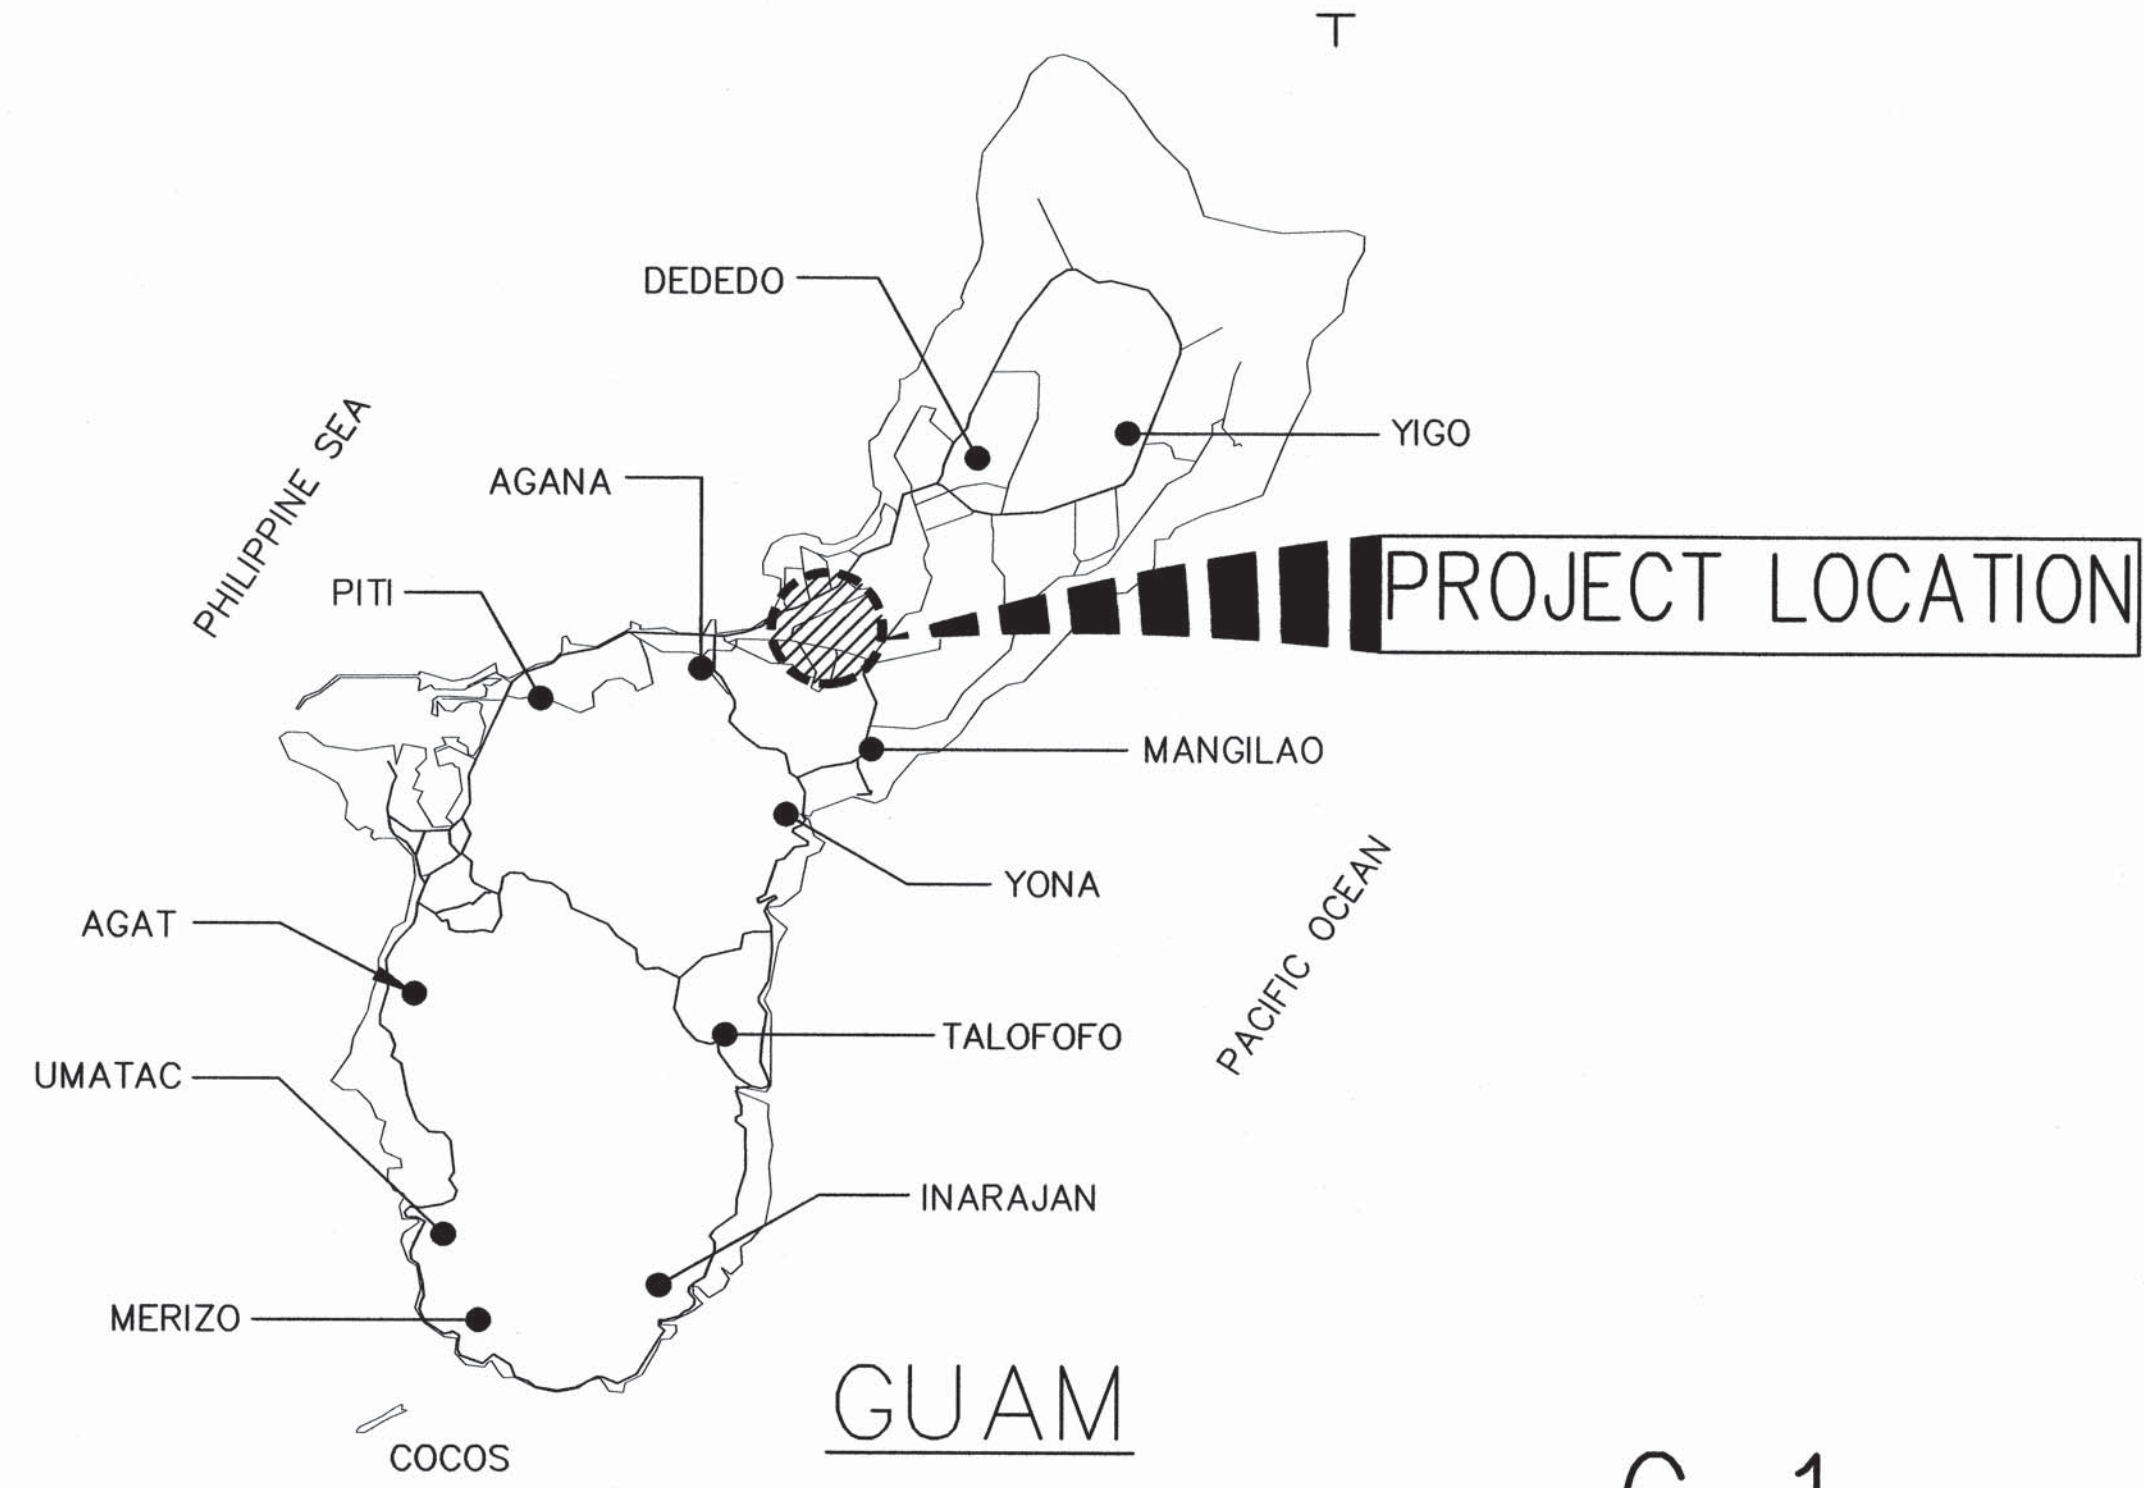 T
DEDEDO
YIGO
AGANA
PHILIPPINE SEA
PITI
PROJECT LOCATION
MANGILAO
YONA
AGAT
PACIFIC OCEAN
TALOFOFO
UMATAC
INARAJAN
MERIZO
GUAM
COCOS